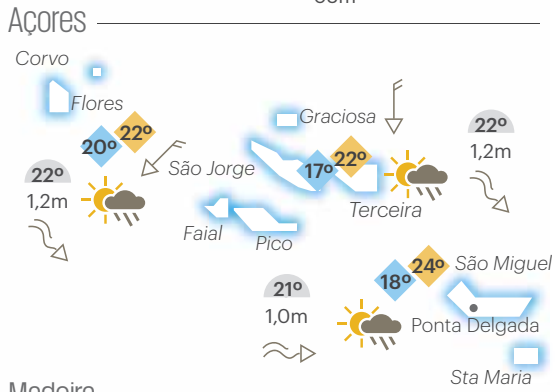 Açores
Corvo
Flores
20º
22º
22º
1,2m
Graciosa
São Jorge
17º
22º
Terceira
Faial
Pico
22º
1,2m
21º
1,0m
18º
24º
São Miguel
Ponta Delgada
Sta Maria